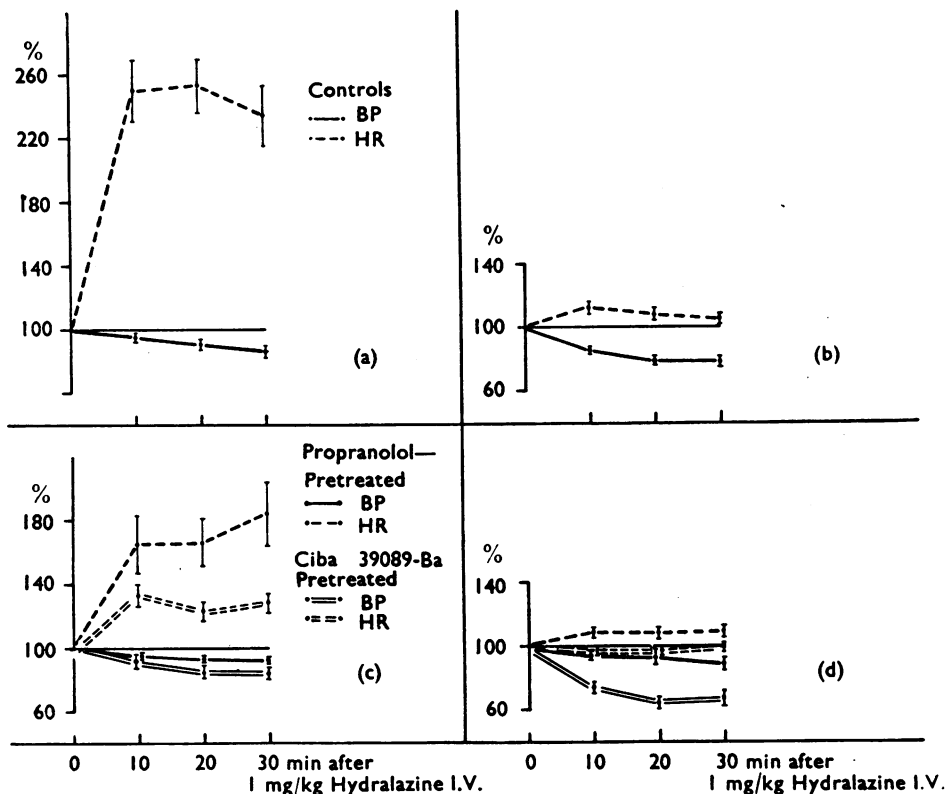 %
260
220
180
140
100
Controls
BP
HR
(a)
%
140
100
60
(b)
%
180
140
100
60
Propranolol—
Pretreated
BP
HR
Ciba 39089-Ba
Pretreated
BP
HR
(c)
0 10 20 30 min after
1 mg/kg Hydralazine I.V.
%
140
100
60
(d)
0 10 20 30 min after
1 mg/kg Hydralazine I.V.